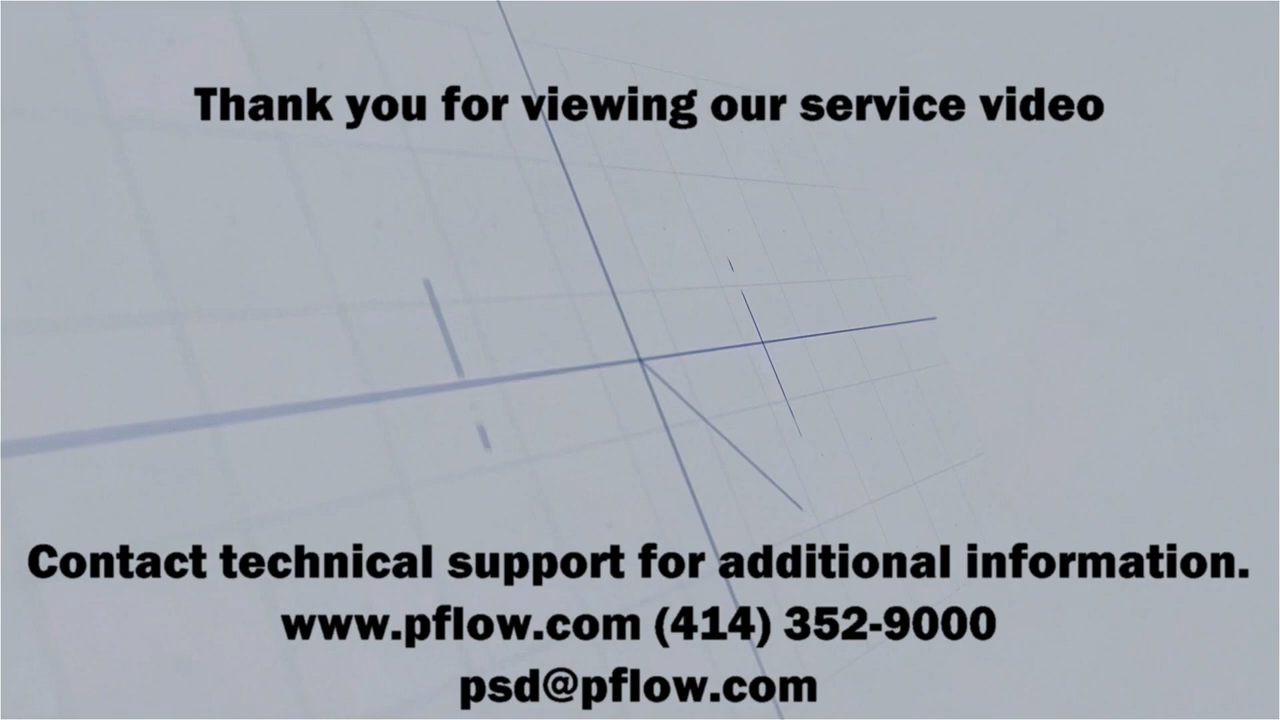 Thank you for viewing our service video
Contact technical support for additional information.
www.pflow.com (414) 352-9000
psd@pflow.com